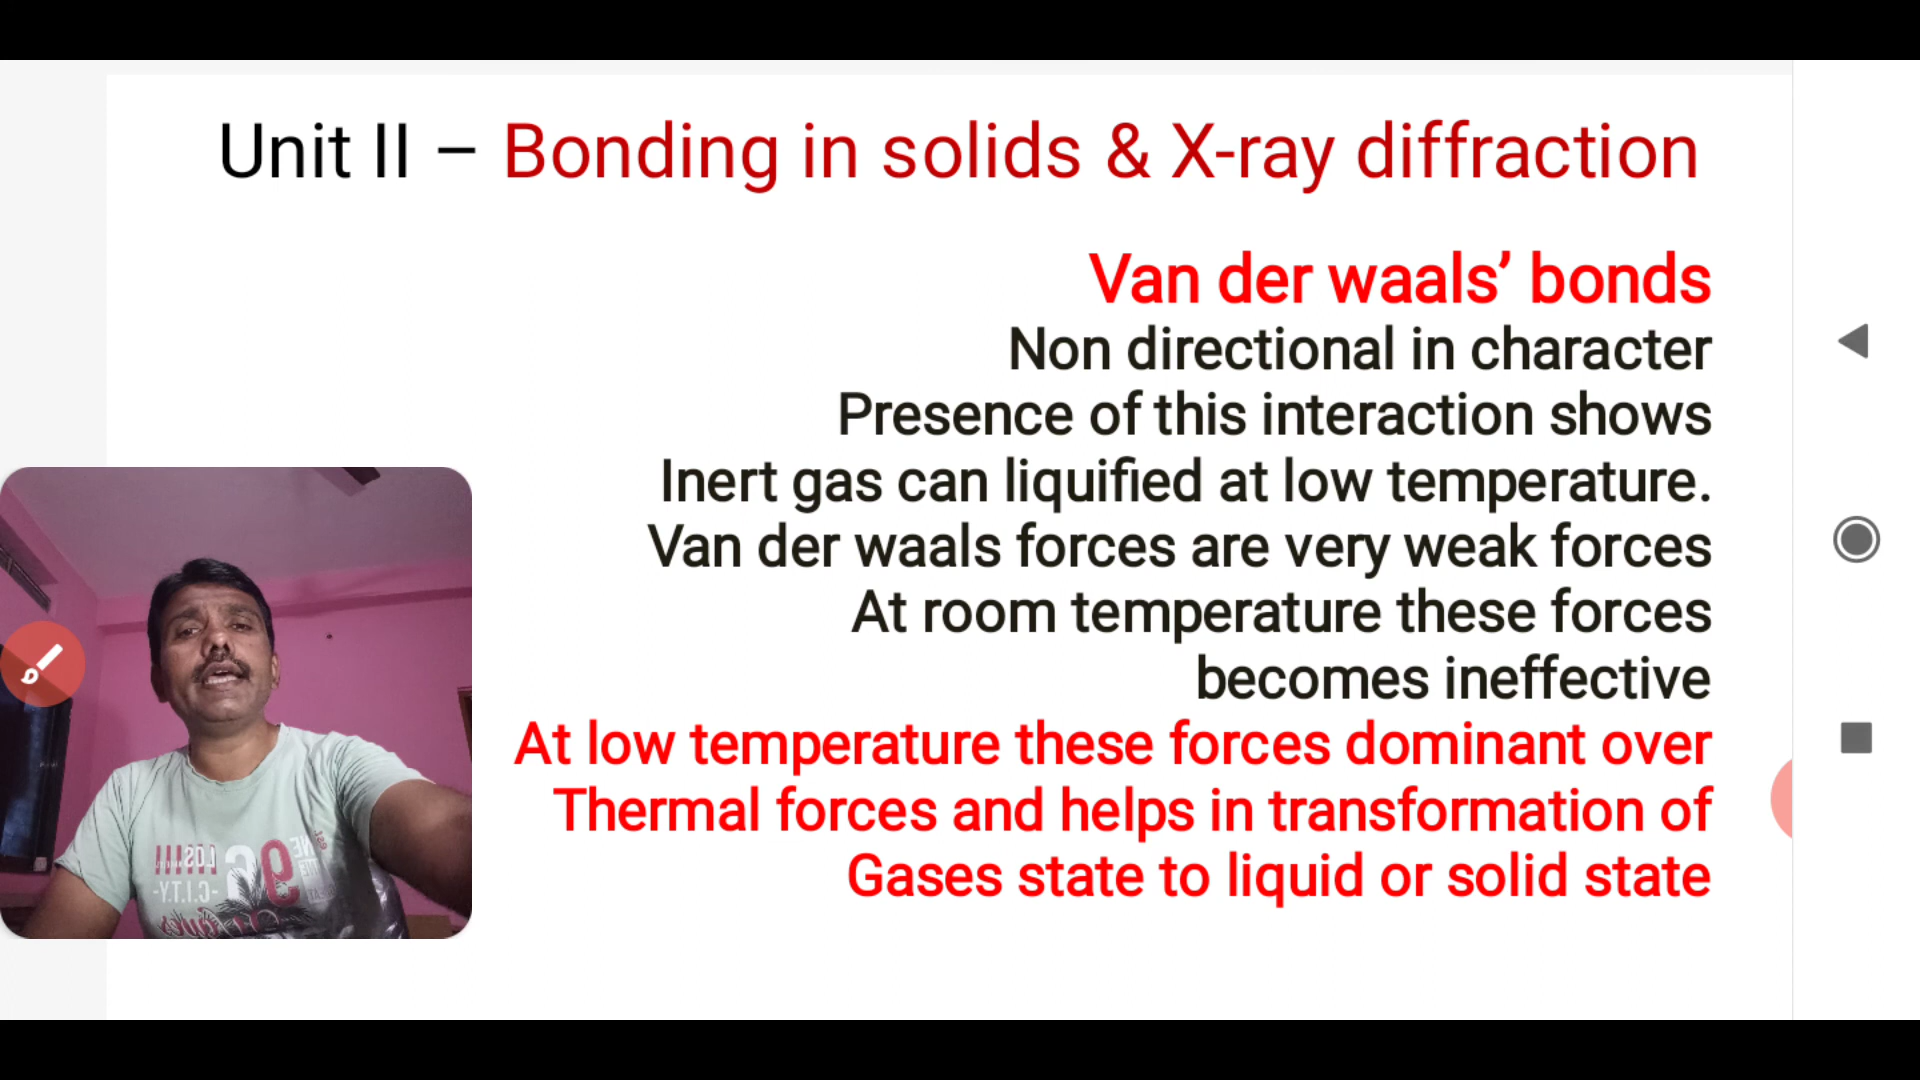 Unit II – Bonding in solids & X-ray diffraction
Van der waals’ bonds
Non directional in character
Presence of this interaction shows
Inert gas can liquified at low temperature.
Van der waals forces are very weak forces
At room temperature these forces
becomes ineffective
At low temperature these forces dominant over
Thermal forces and helps in transformation of
Gases state to liquid or solid state
LOS
96
-C.I.T.Y-